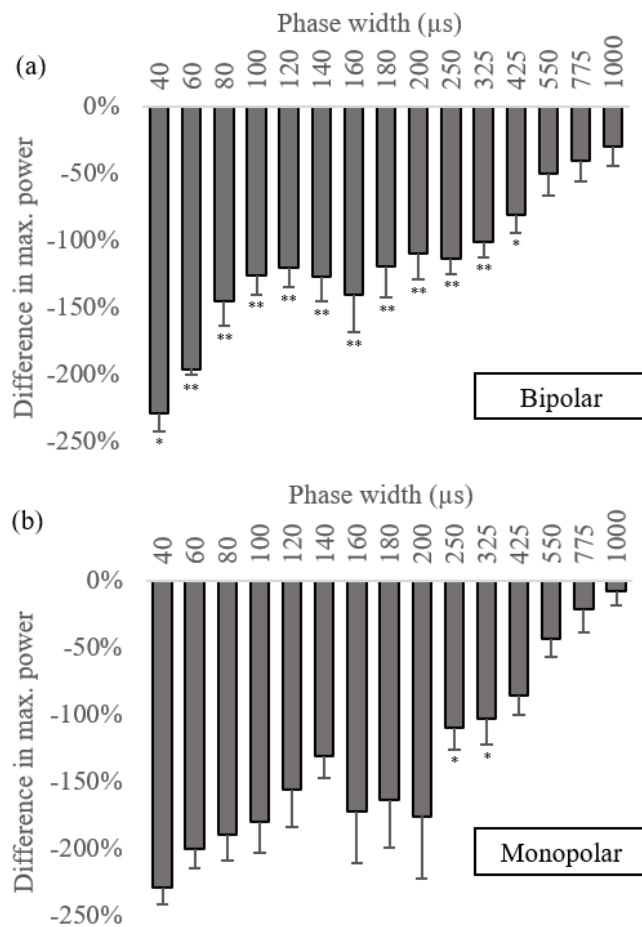 Phase width (µs)
(a)
40 60 80 100 120 140 160 180 200 250 325 425 550 775 1000
Difference in max. power
0%
-50%
-100%
-150%
-200%
-250%
* ** ** ** ** ** ** ** ** ** ** *
Bipolar
Phase width (µs)
(b)
40 60 80 100 120 140 160 180 200 250 325 425 550 775 1000
Difference in max. power
0%
-50%
-100%
-150%
-200%
-250%
* *
Monopolar